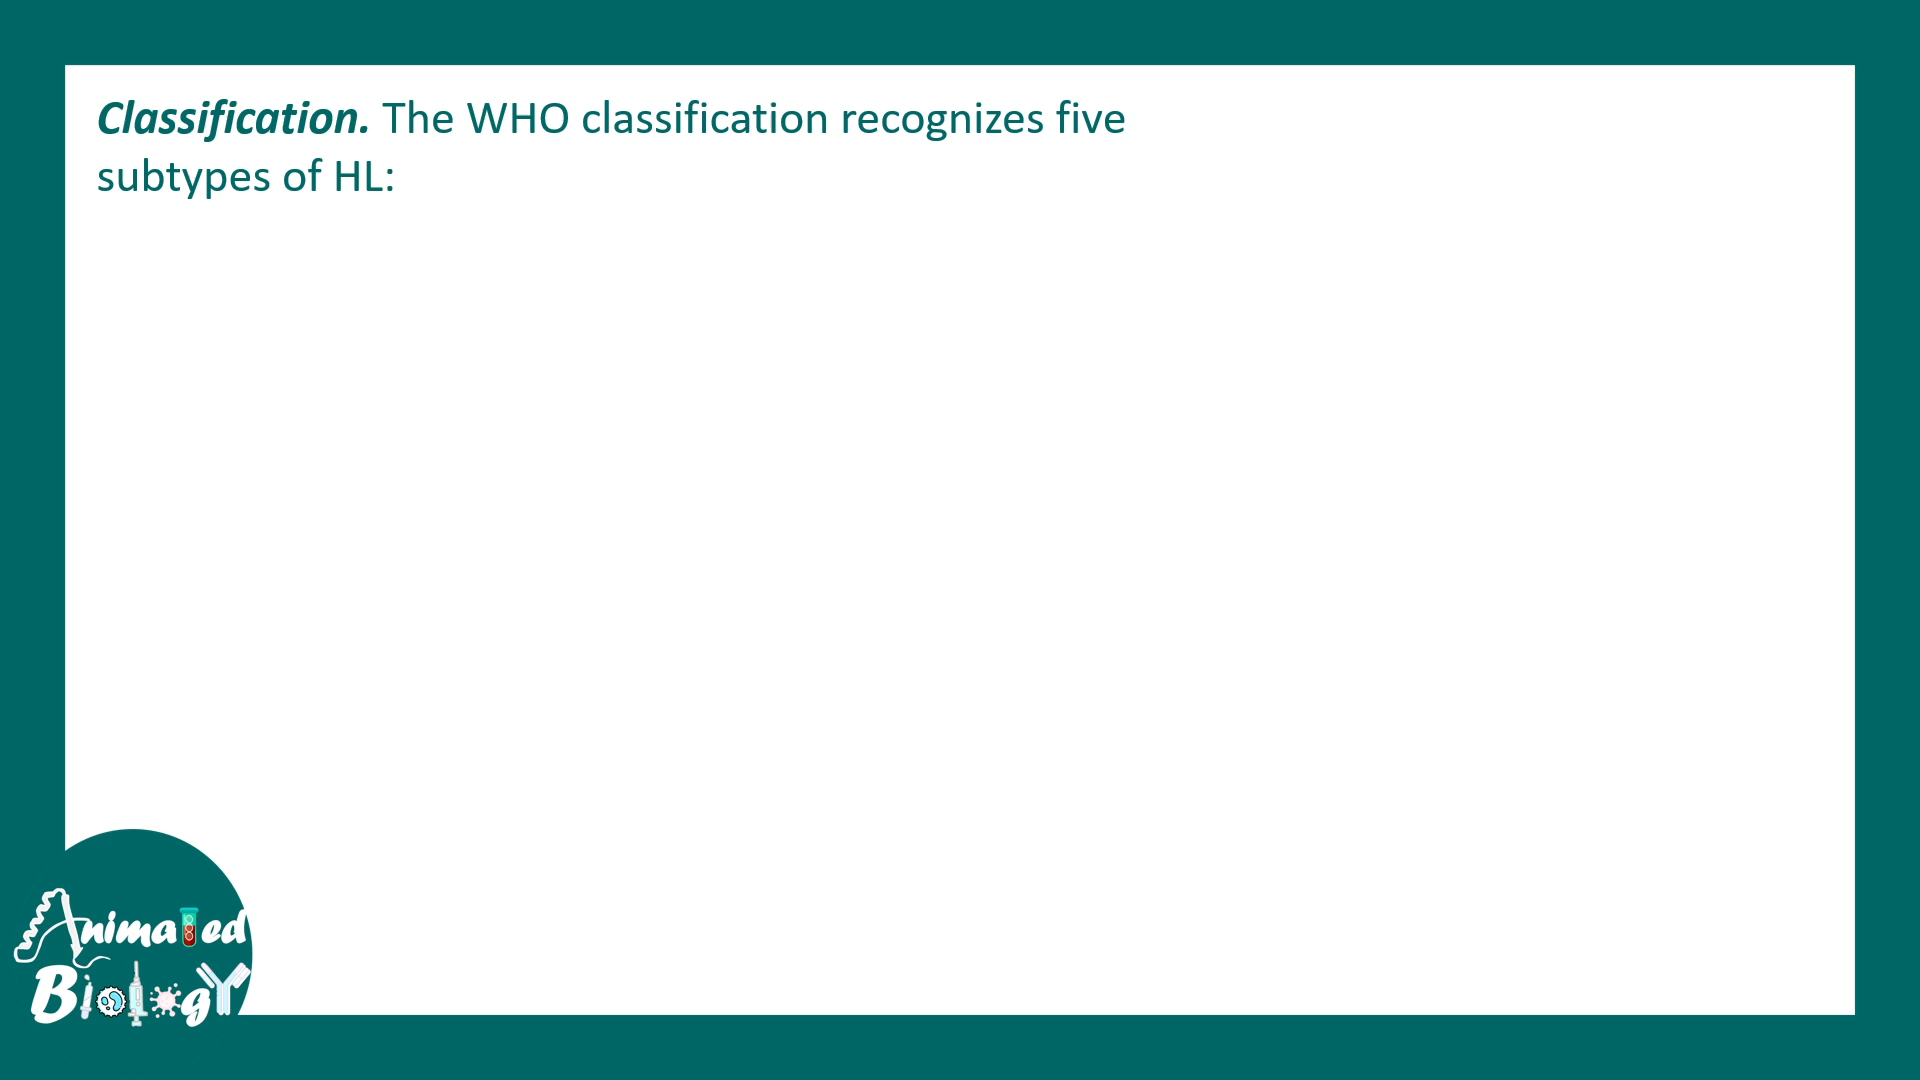 Classification. The WHO classification recognizes five
subtypes of HL:
Animated
Biology